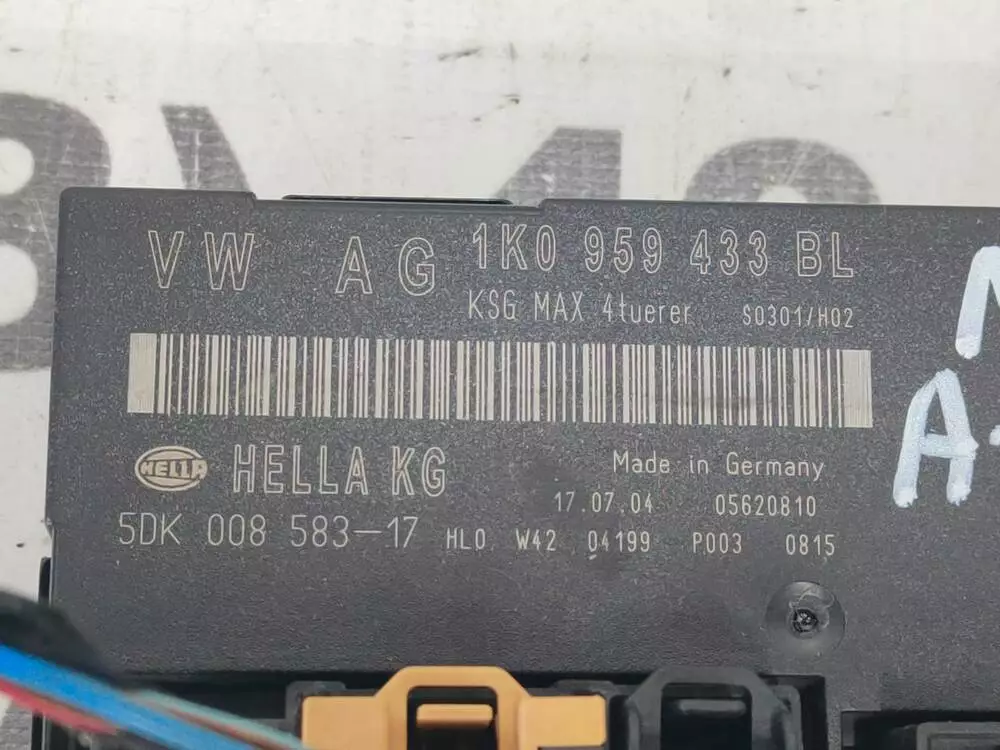 VW AG 1K0 959 433 BL
KSG MAX 4tuerer S0301/H02
HELLA HELLA KG Made in Germany
17.07.04 05620810
5DK 008 583-17 HL0 W42 04199 P003 0815